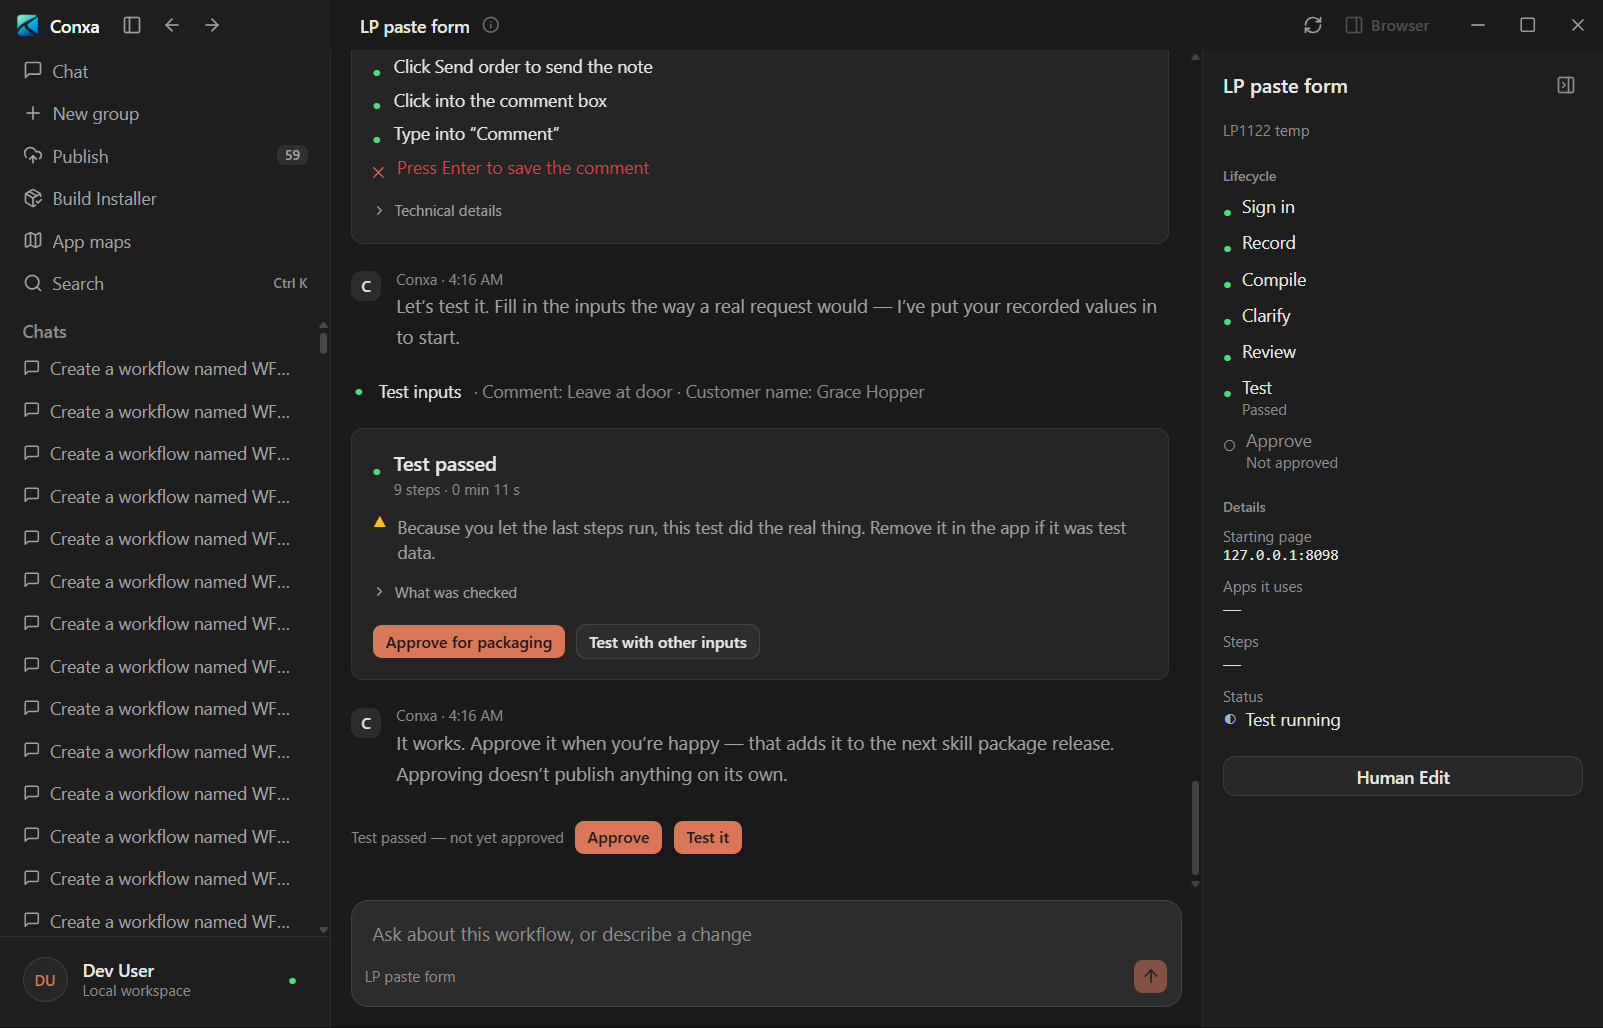 Conxa
Chat
New group
Publish 59
Build Installer
App maps
Search Ctrl K
Chats
Create a workflow named WF...
Create a workflow named WF...
Create a workflow named WF...
Create a workflow named WF...
Create a workflow named WF...
Create a workflow named WF...
Create a workflow named WF...
Create a workflow named WF...
Create a workflow named WF...
Create a workflow named WF...
Create a workflow named WF...
Create a workflow named WF...
Create a workflow named WF...
Create a workflow named WF...
DU
Dev User
Local workspace
LP paste form
Browser
Click Send order to send the note
Click into the comment box
Type into “Comment”
Press Enter to save the comment
Technical details
C
Conxa · 4:16 AM
Let’s test it. Fill in the inputs the way a real request would — I’ve put your recorded values in
to start.
Test inputs · Comment: Leave at door · Customer name: Grace Hopper
Test passed
9 steps · 0 min 11 s
Because you let the last steps run, this test did the real thing. Remove it in the app if it was test
data.
What was checked
Approve for packaging
Test with other inputs
C
Conxa · 4:16 AM
It works. Approve it when you’re happy — that adds it to the next skill package release.
Approving doesn’t publish anything on its own.
Test passed — not yet approved
Approve
Test it
Ask about this workflow, or describe a change
LP paste form
LP paste form
LP1122 temp
Lifecycle
Sign in
Record
Compile
Clarify
Review
Test
Passed
Approve
Not approved
Details
Starting page
127.0.0.1:8098
Apps it uses
—
Steps
—
Status
Test running
Human Edit